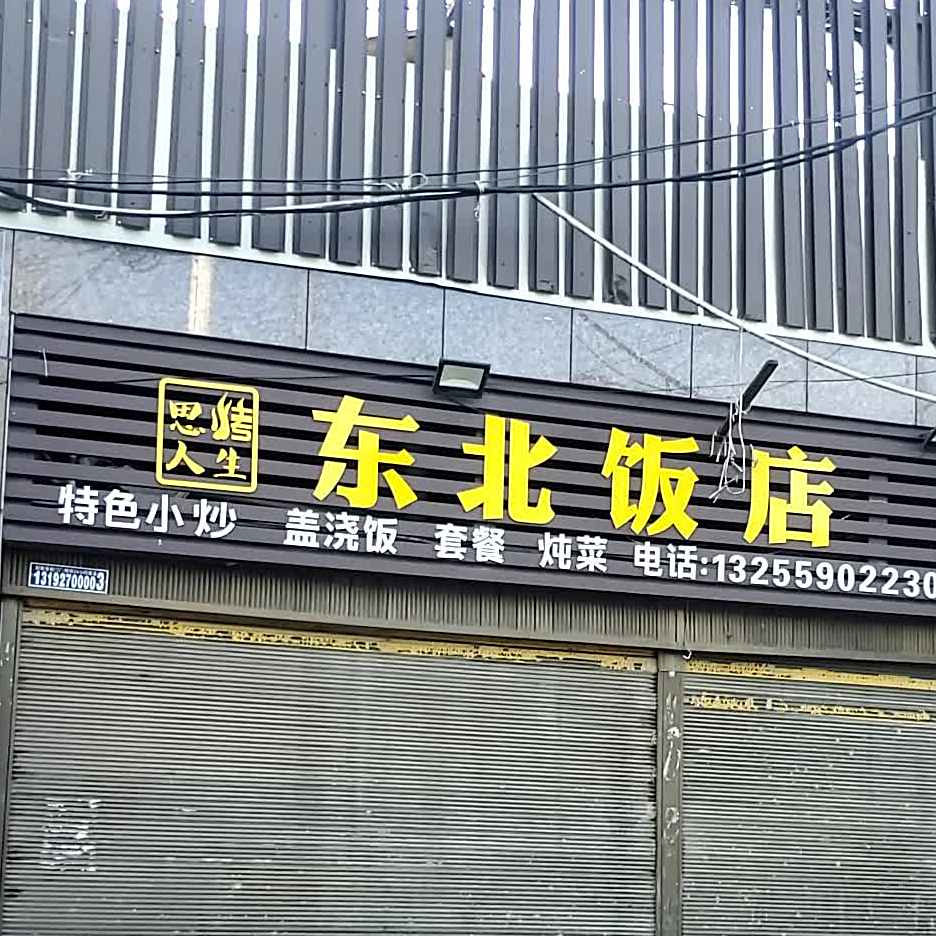 思烤
人生
东北饭店
特色小炒 盖浇饭 套餐 炖菜 电话:13255902230
13192700003